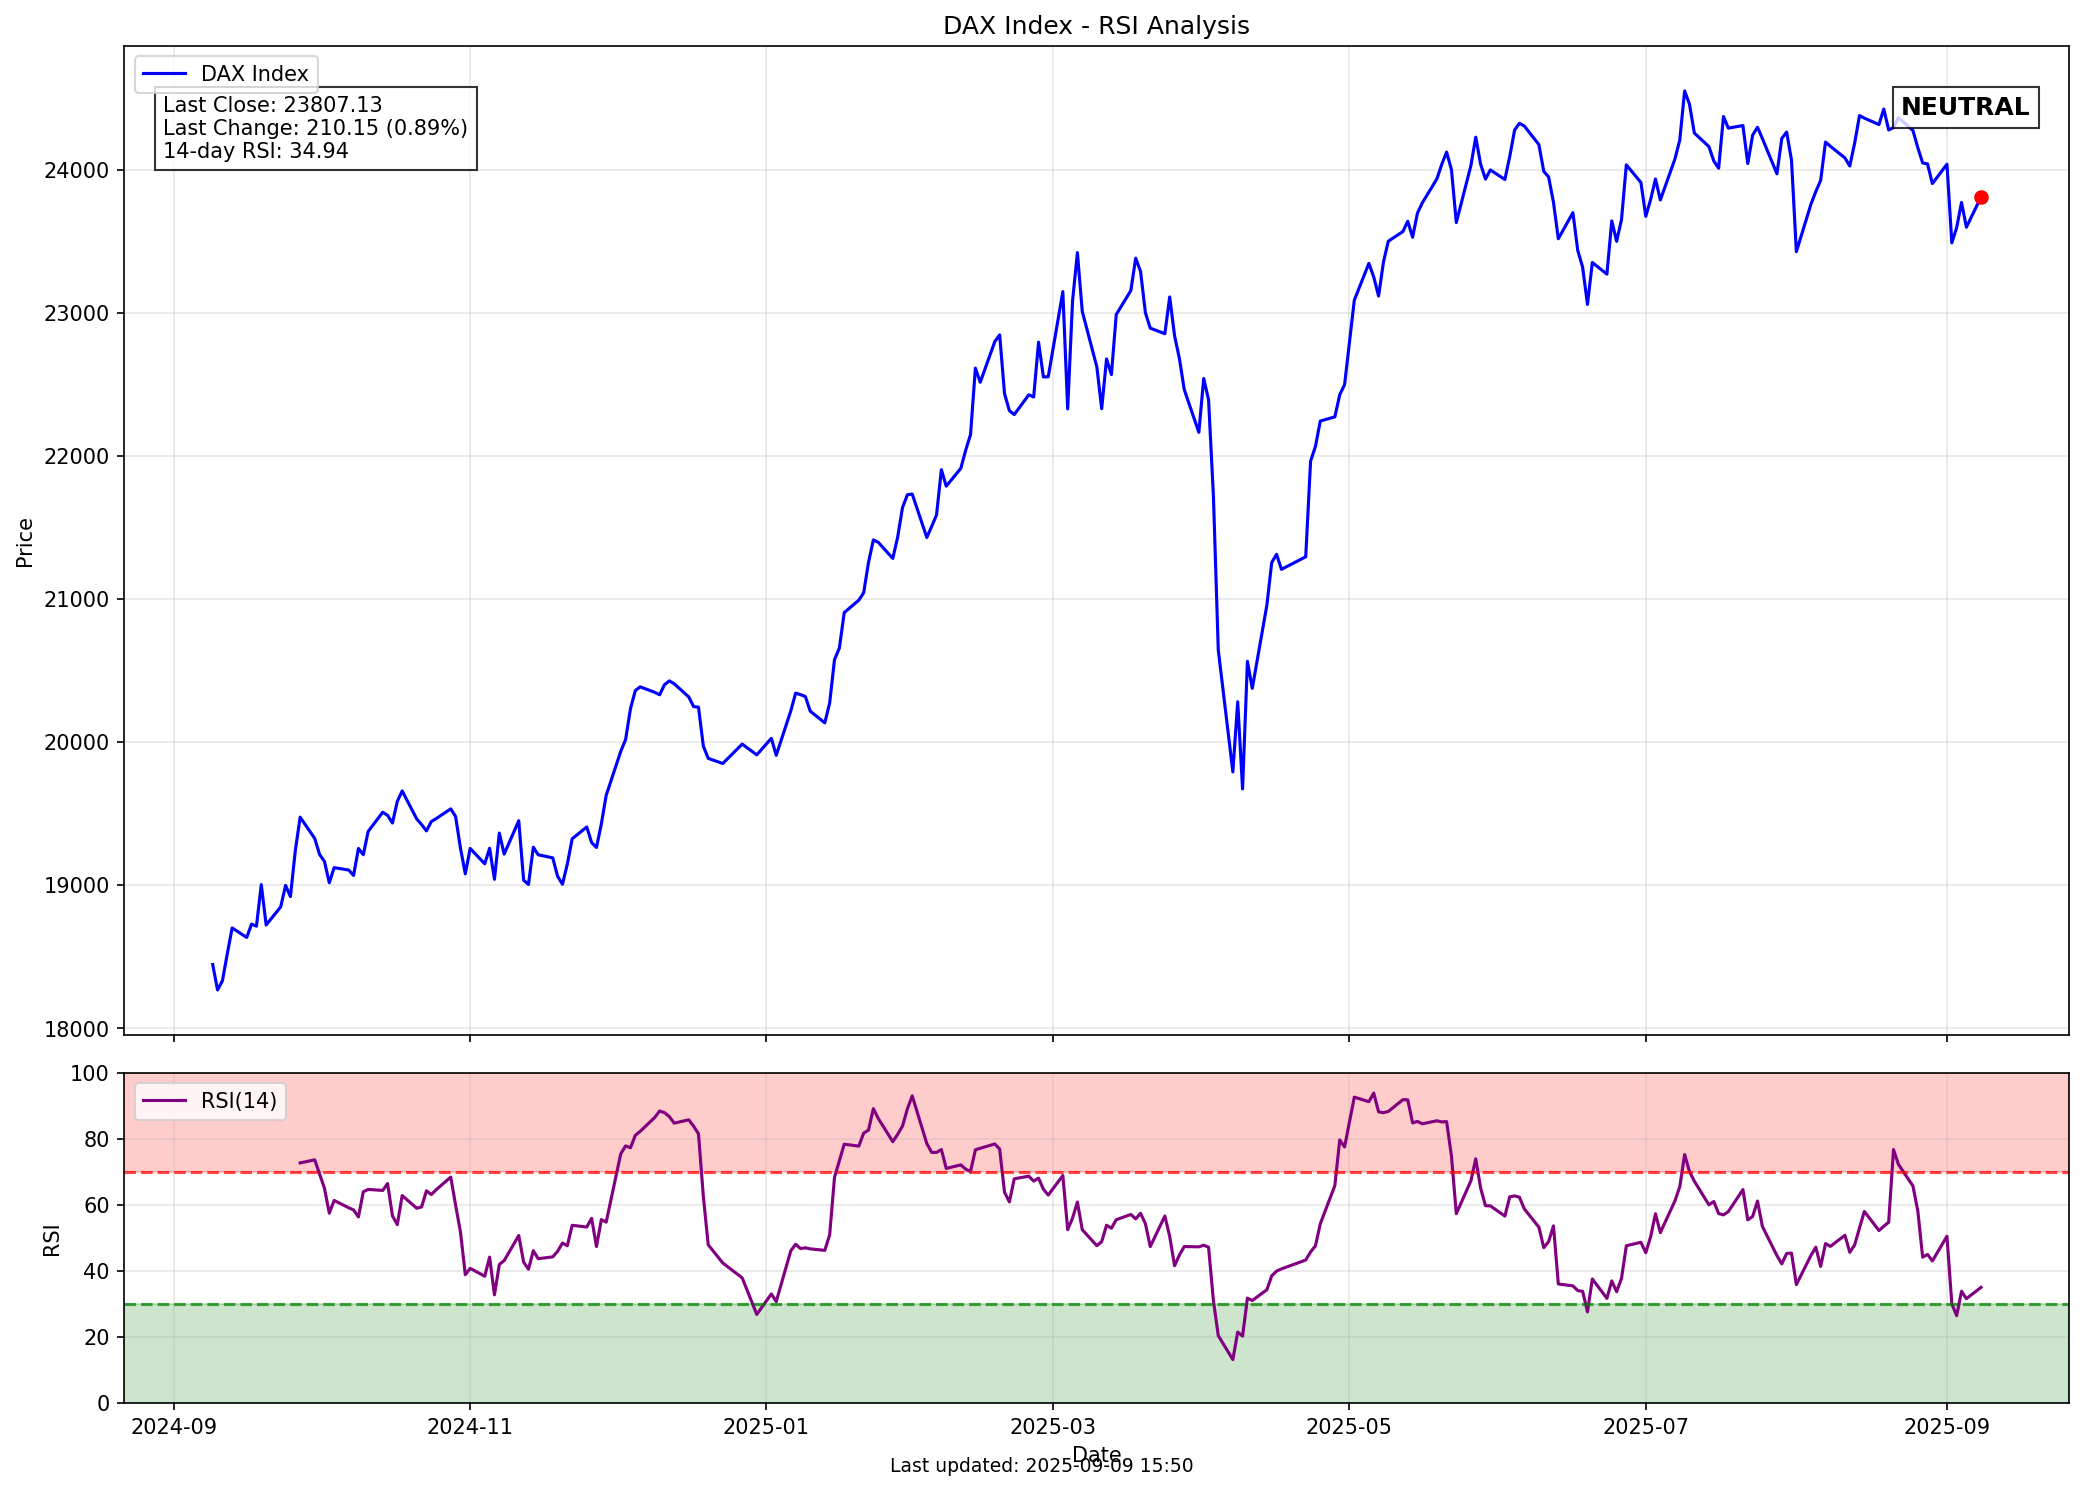 DAX Index - RSI Analysis
DAX Index
Last Close: 23807.13
Last Change: 210.15 (0.89%)
14-day RSI: 34.94
NEUTRAL
Price
24000
23000
22000
21000
20000
19000
18000
RSI(14)
RSI
100
80
60
40
20
0
2024-09
2024-11
2025-01
2025-03
2025-05
2025-07
2025-09
Date
Last updated: 2025-09-09 15:50